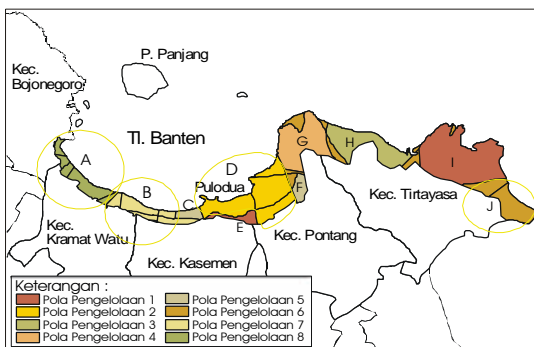 P. Panjang
Kec.
Bojonegoro
Tl. Banten
A
B
C
D
Pulodua
E
F
G
H
I
J
Kec. Tirtayasa
Kec.
Kramat Watu
Kec. Pontang
Kec. Kasemen
Keterangan :
Pola Pengelolaan 1
Pola Pengelolaan 2
Pola Pengelolaan 3
Pola Pengelolaan 4
Pola Pengelolaan 5
Pola Pengelolaan 6
Pola Pengelolaan 7
Pola Pengelolaan 8